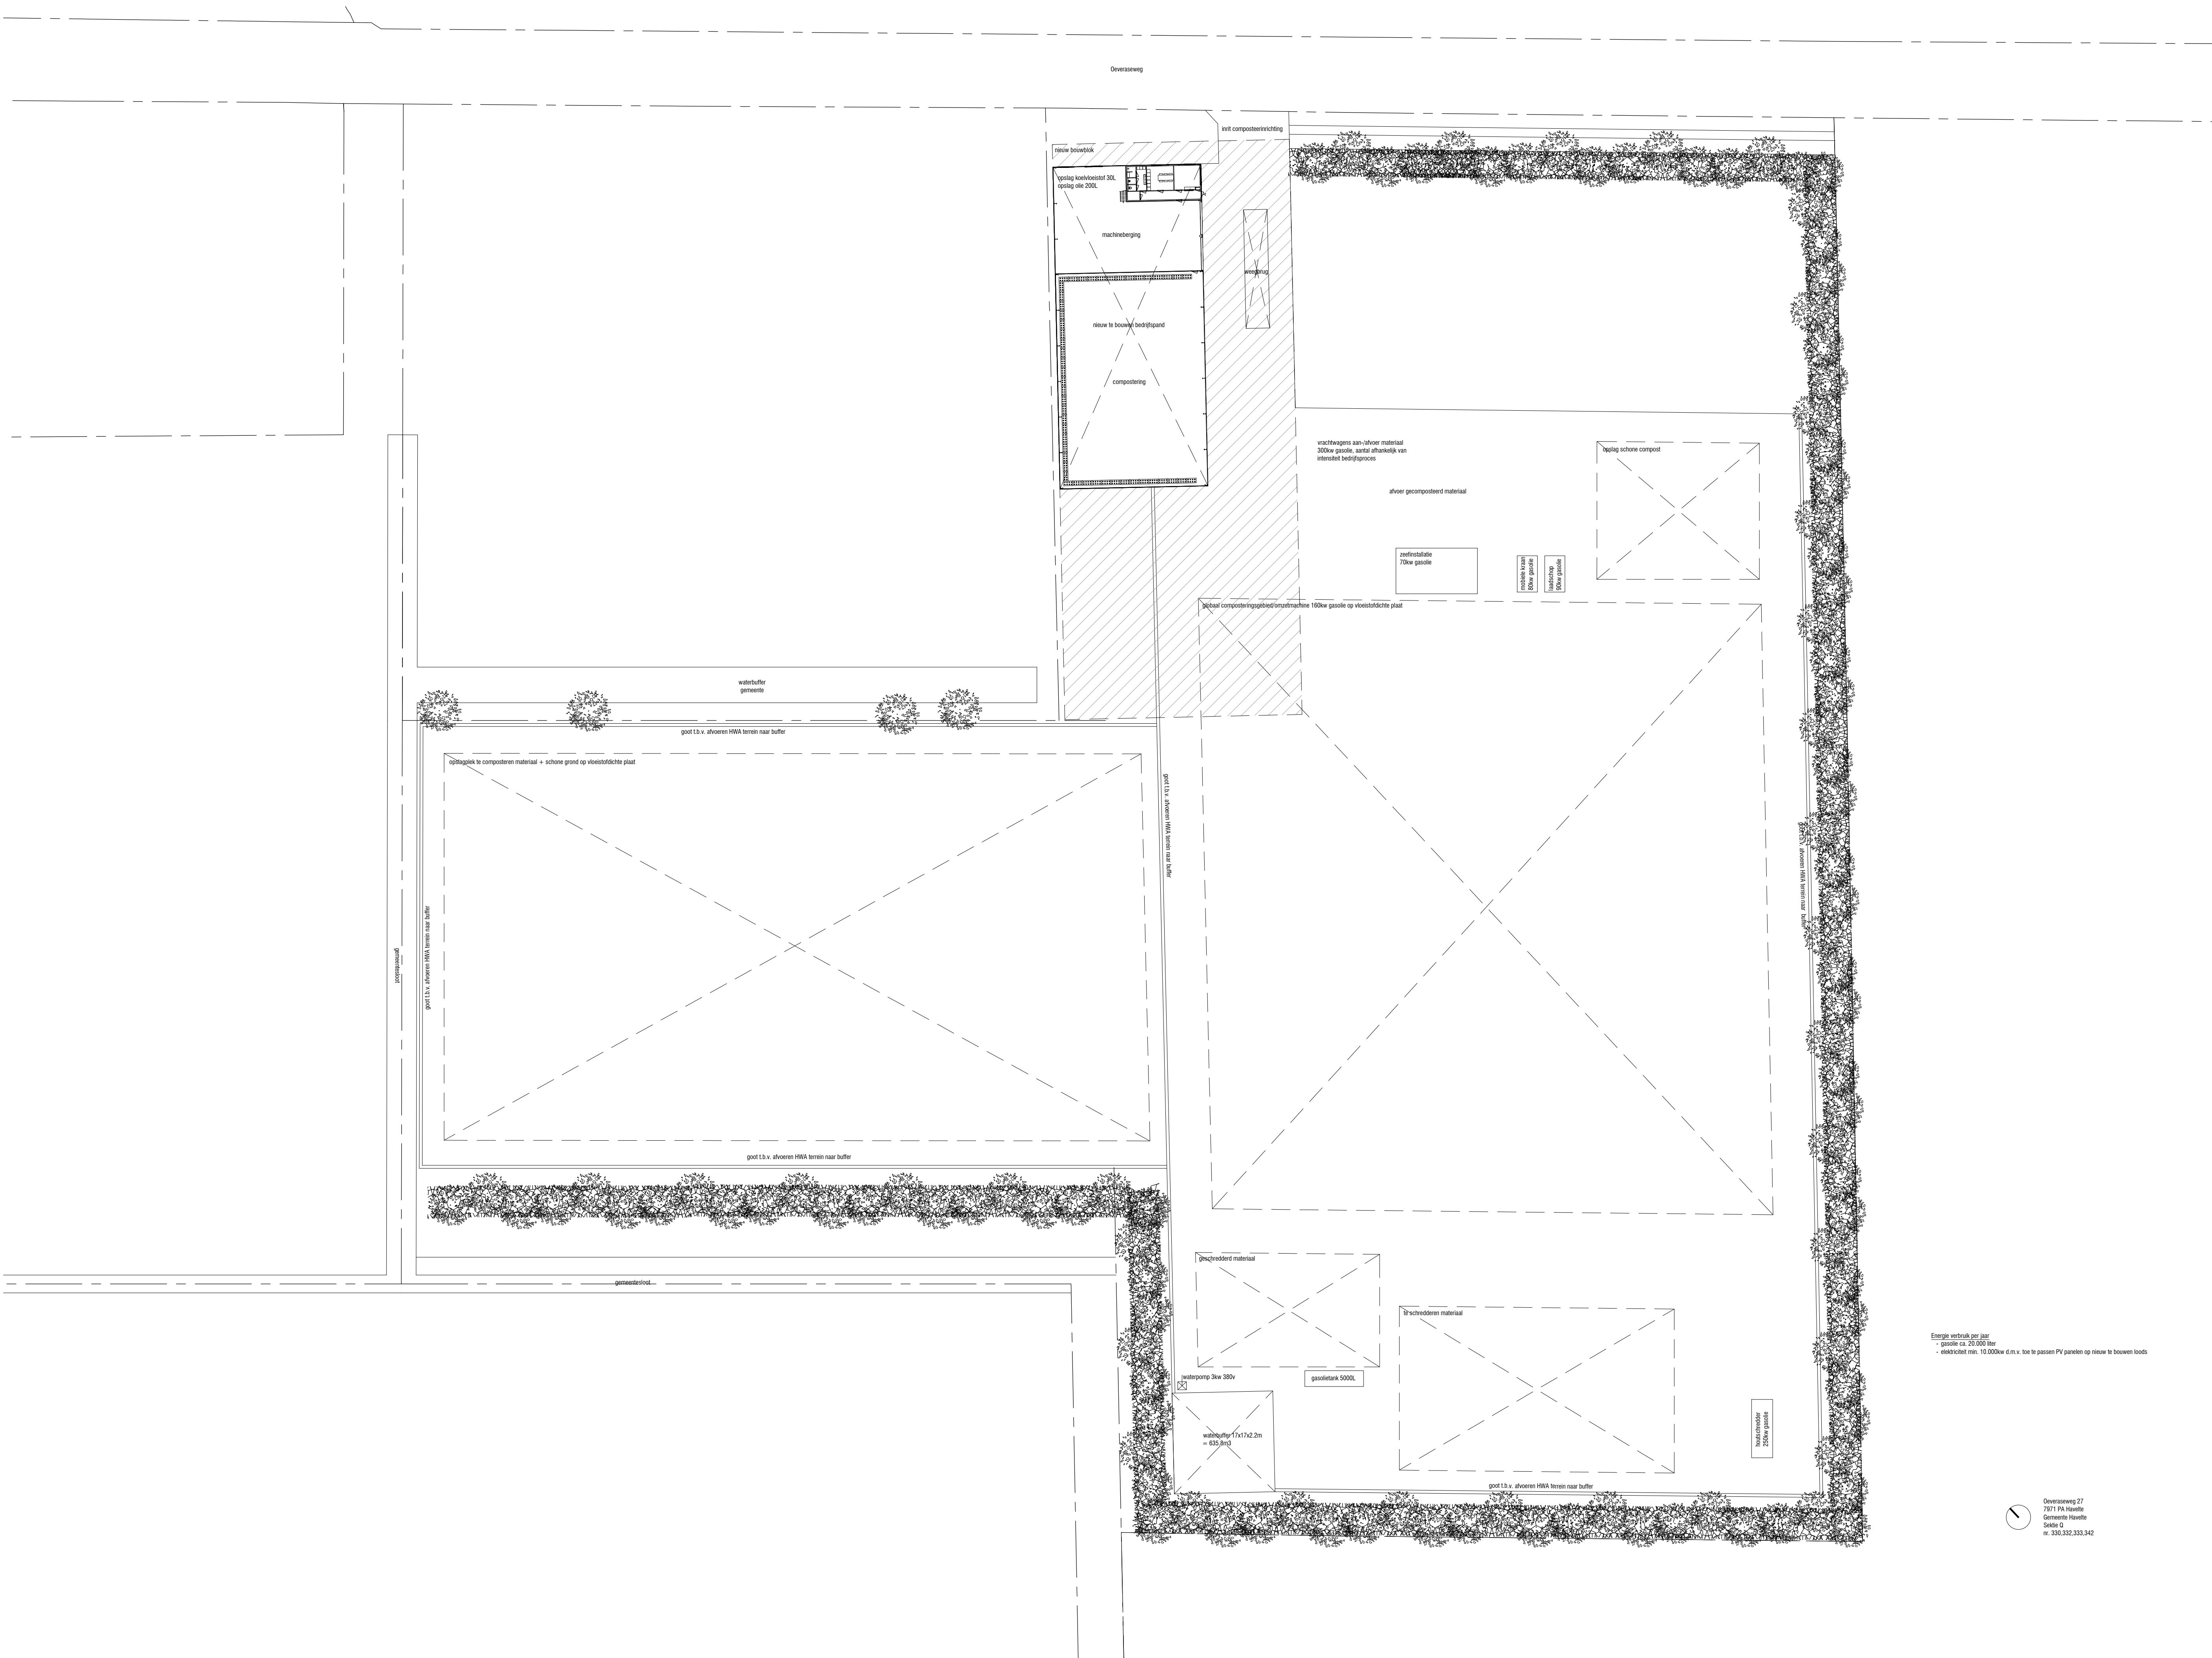 Oeveraseweg
inrit composteerinrichting
nieuw bouwblok
opslag koelvloeistof 30L
opslag olie 200L
machineberging
weegbrug
nieuw te bouwen bedrijfspand
compostering
vrachtwagens aan-/afvoer materiaal
300kw gasolie, aantal afhankelijk van
intensiteit bedrijfsproces
opslag schone compost
afvoer gecomposteerd materiaal
zeefinstallatie
70kw gasolie
mobiele kraan
80kw gasolie
laadschop
90kw gasolie
globaal composteringsgebied/omzetmachine 160kw gasolie op vloeistofdichte plaat
waterbuffer
gemeente
goot t.b.v. afvoeren HWA terrein naar buffer
opslagplek te composteren materiaal + schone grond op vloeistofdichte plaat
goot t.b.v. afvoeren HWA terrein naar buffer
goot t.b.v. afvoeren HWA terrein naar buffer
goot t.b.v. afvoeren HWA terrein naar buffer
gemeentesloot
goot t.b.v. afvoeren HWA terrein naar buffer
gemeentesloot
geschredderd materiaal
te schredderen materiaal
waterpomp 3kw 380v
gasolietank 5000L
waterbuffer 17x17x2.2m
= 635.8m3
houtschredder
250kw gasolie
goot t.b.v. afvoeren HWA terrein naar buffer
Energie verbruik per jaar
- gasolie ca. 20.000 liter
- elektriciteit min. 10.000kw d.m.v. toe te passen PV panelen op nieuw te bouwen loods
Oeveraseweg 27
7971 PA Havelte
Gemeente Havelte
Sektie Q
nr. 330,332,333,342